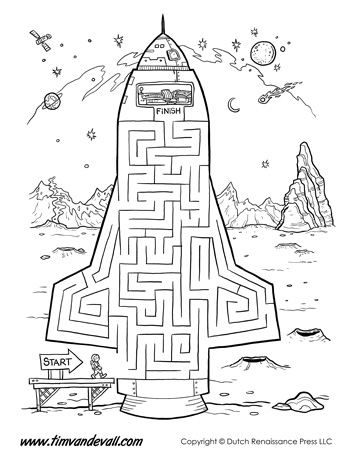 FINISH
START
www.timvandevall.com
Copyright © Dutch Renaissance Press LLC